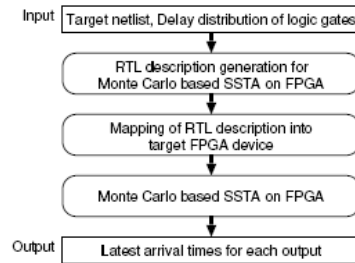 Input
Target netlist, Delay distribution of logic gates
RTL description generation for
Monte Carlo based SSTA on FPGA
Mapping of RTL description into
target FPGA device
Monte Carlo based SSTA on FPGA
Output
Latest arrival times for each output